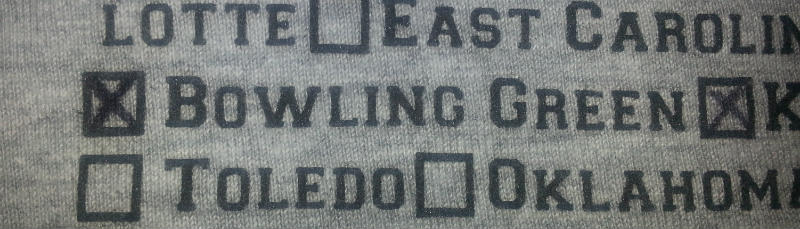 LOTTE ☐ EAST CAROLIN
☒ BOWLING GREEN ☒ K
☐ TOLEDO ☐ OKLAHOMA